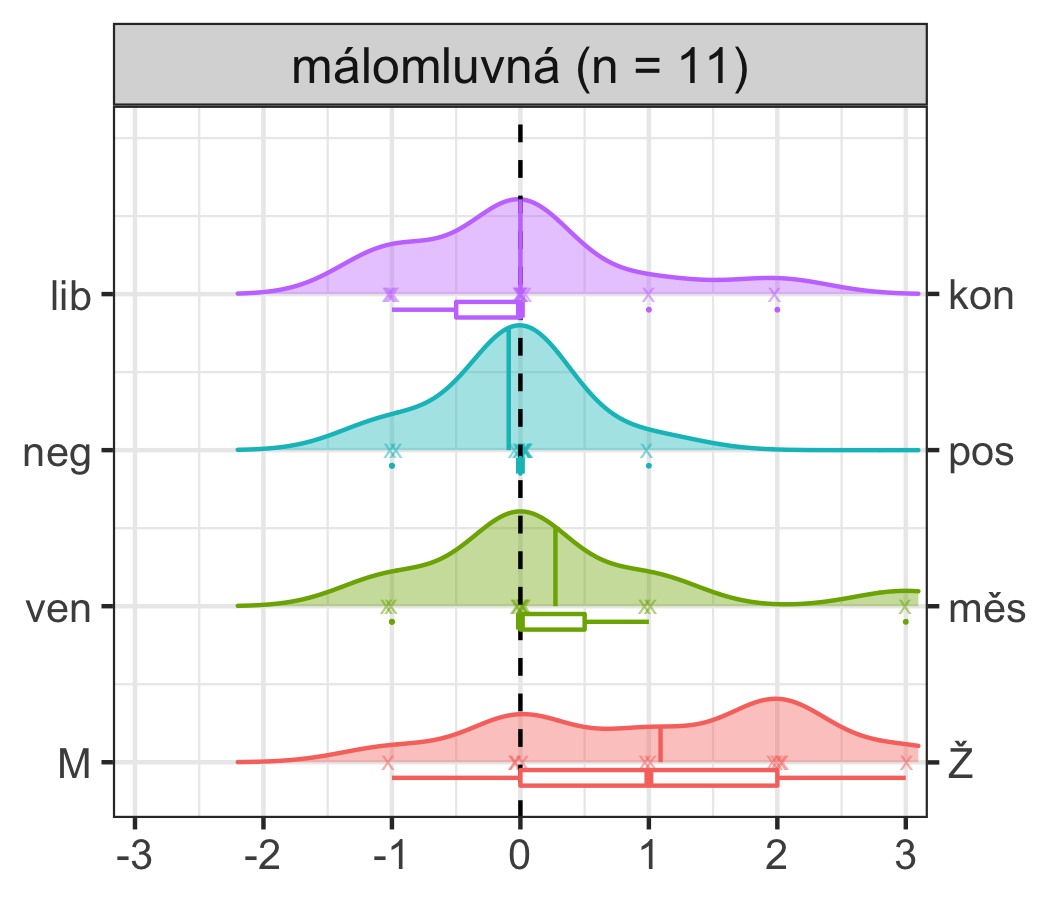 málomluvná (n = 11)
lib kon
neg pos
ven měs
M Ž
-3 -2 -1 0 1 2 3